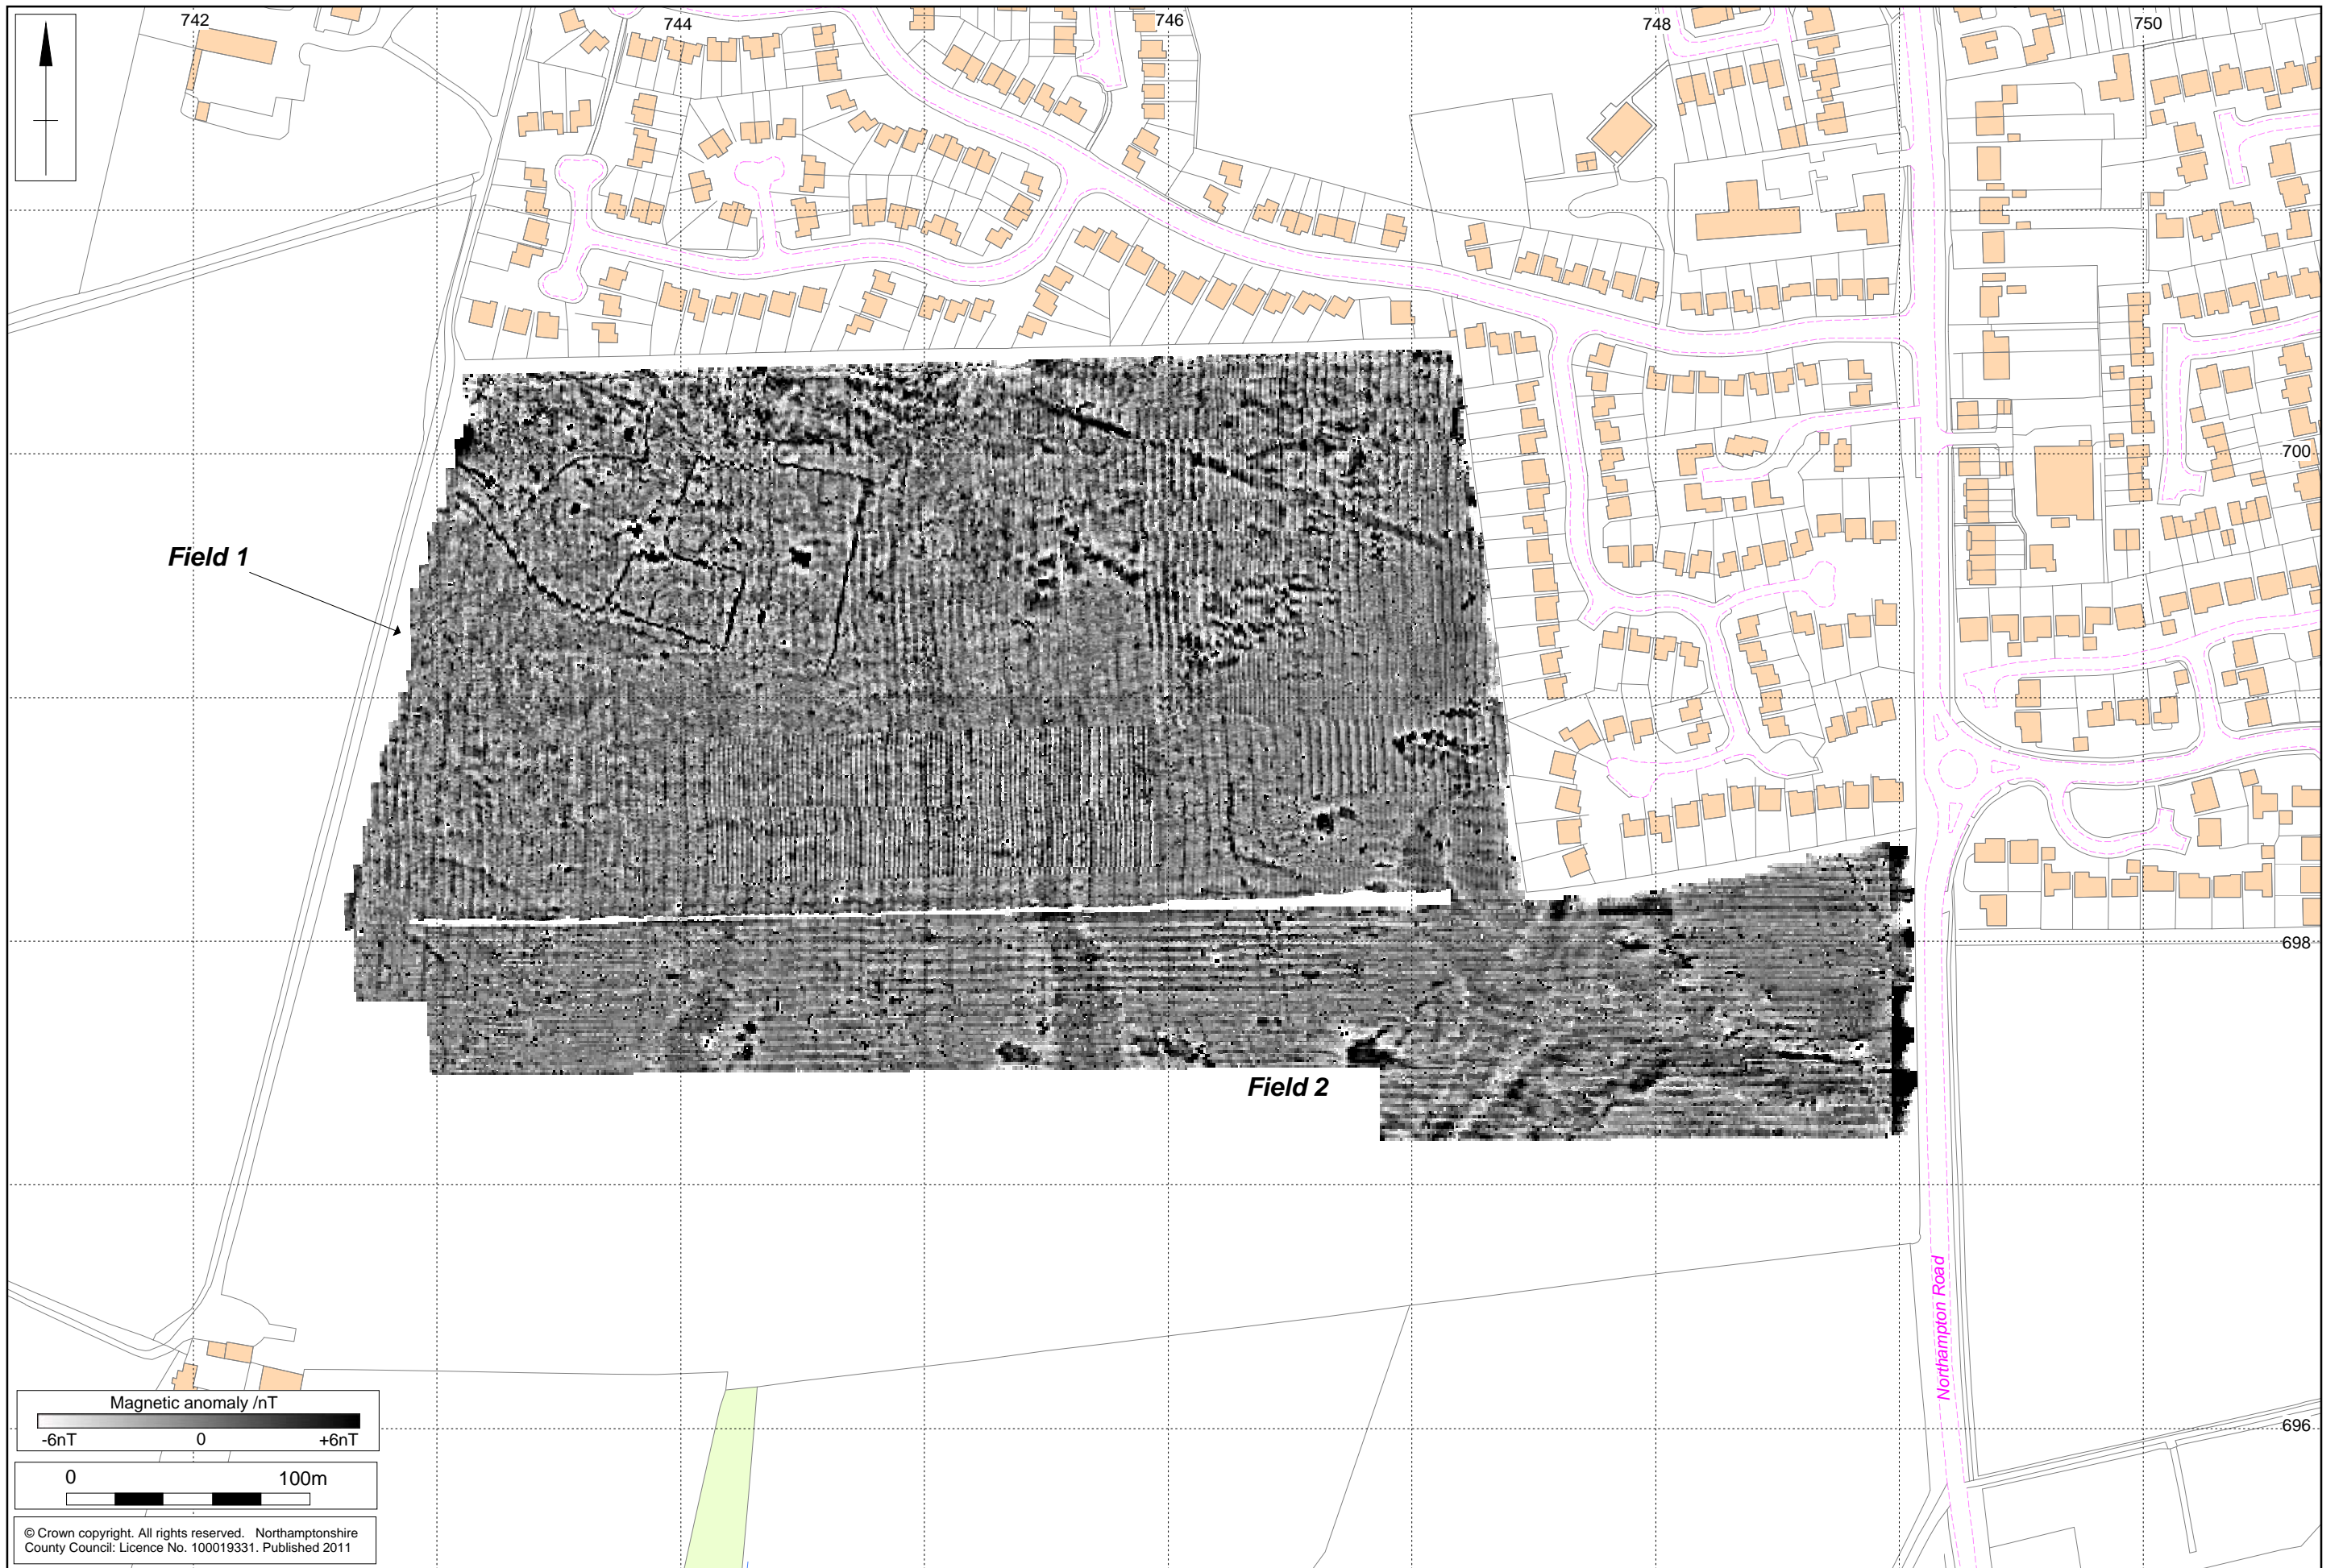 742
744
746
748
750
700
Field 1
698
Field 2
Northampton Road
Magnetic anomaly /nT
-6nT 0 +6nT
696
0 100m
© Crown copyright. All rights reserved. Northamptonshire
County Council: Licence No. 100019331. Published 2011